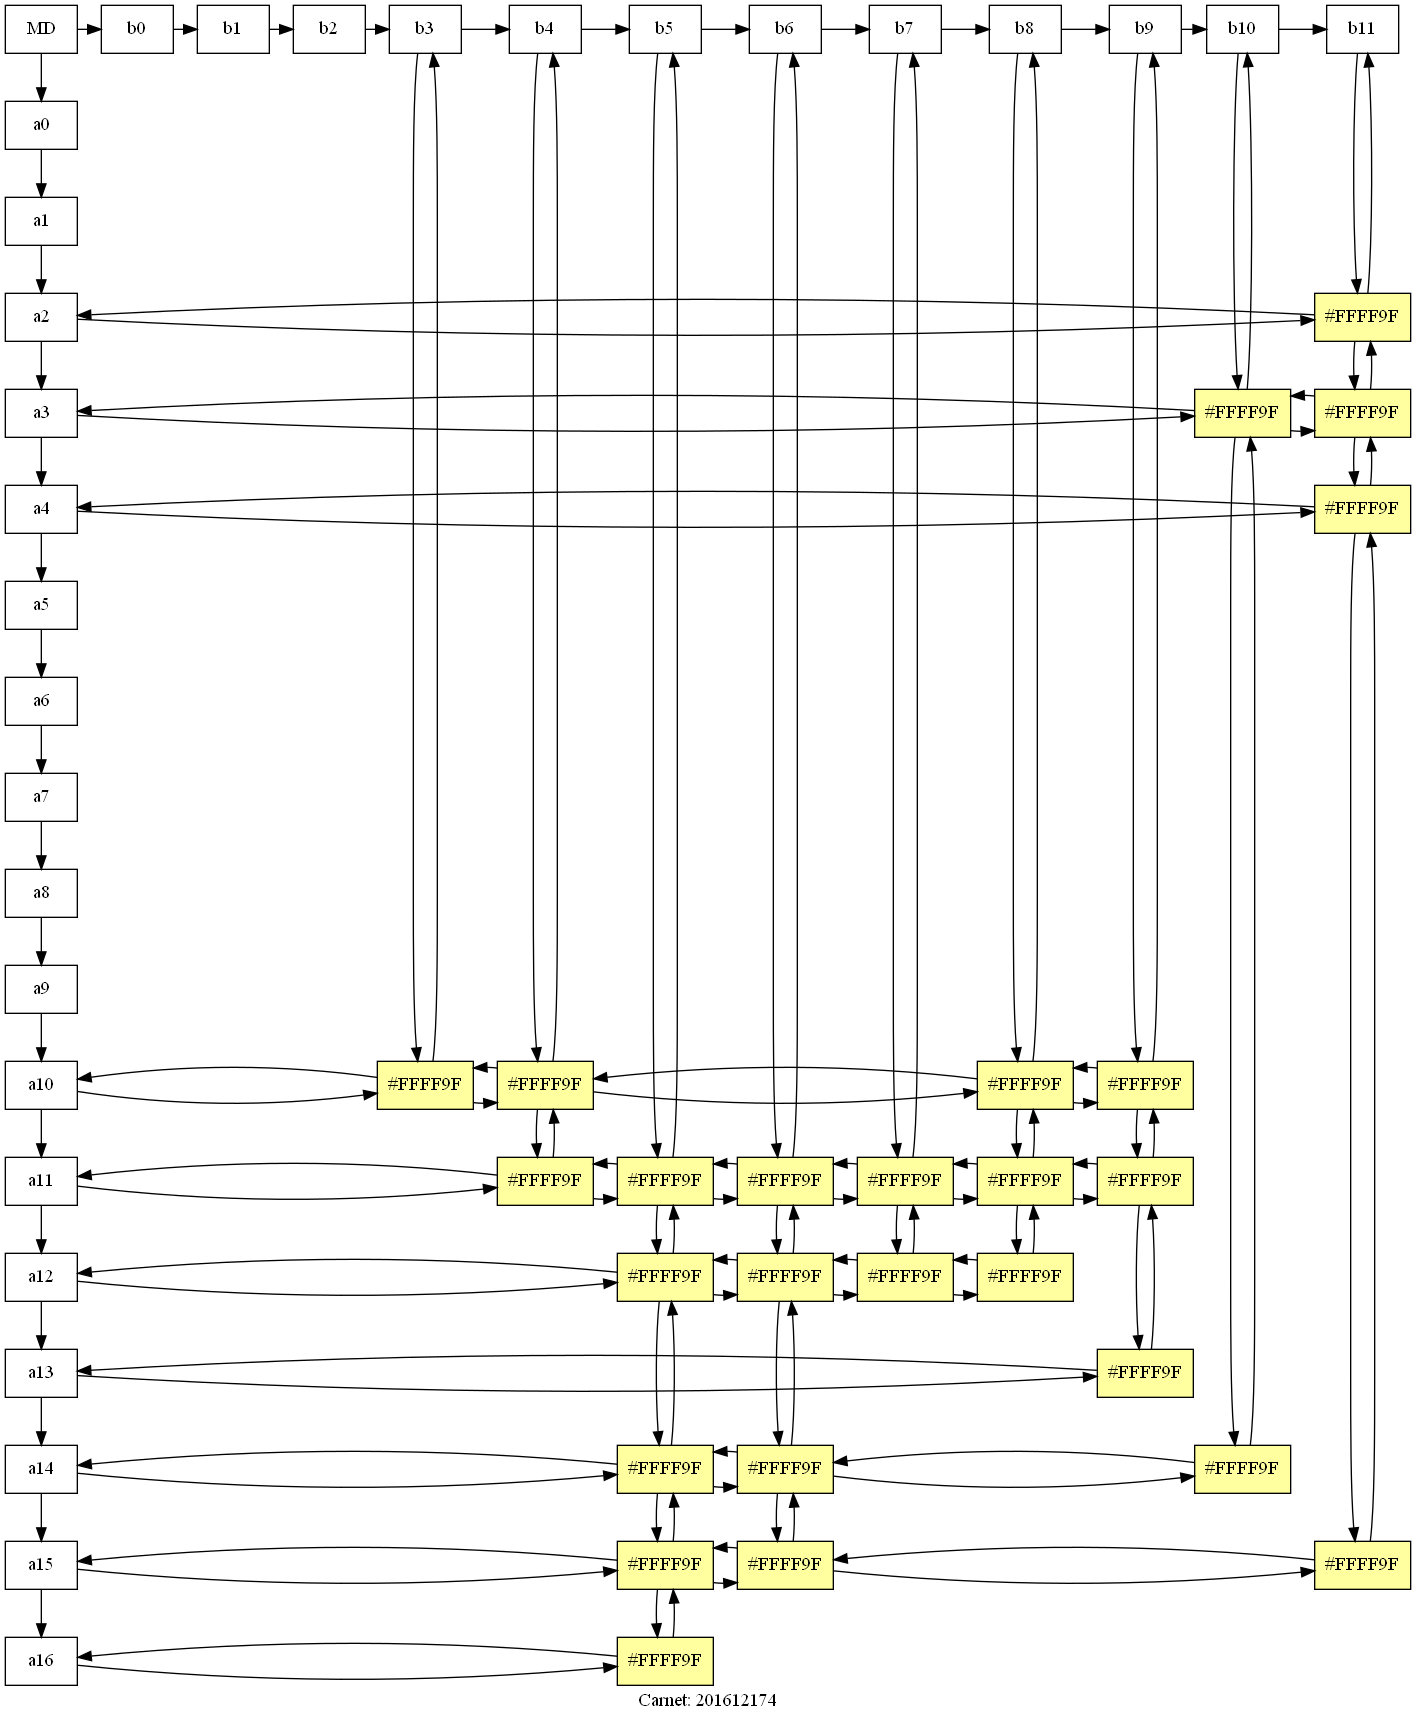 MD b0 b1 b2 b3 b4 b5 b6 b7 b8 b9 b10 b11
a0
a1
a2 #FFFF9F
a3 #FFFF9F #FFFF9F
a4 #FFFF9F
a5
a6
a7
a8
a9
a10 #FFFF9F #FFFF9F #FFFF9F #FFFF9F
a11 #FFFF9F #FFFF9F #FFFF9F #FFFF9F #FFFF9F #FFFF9F
a12 #FFFF9F #FFFF9F #FFFF9F #FFFF9F
a13 #FFFF9F
a14 #FFFF9F #FFFF9F #FFFF9F
a15 #FFFF9F #FFFF9F #FFFF9F
a16 #FFFF9F
Carnet: 201612174